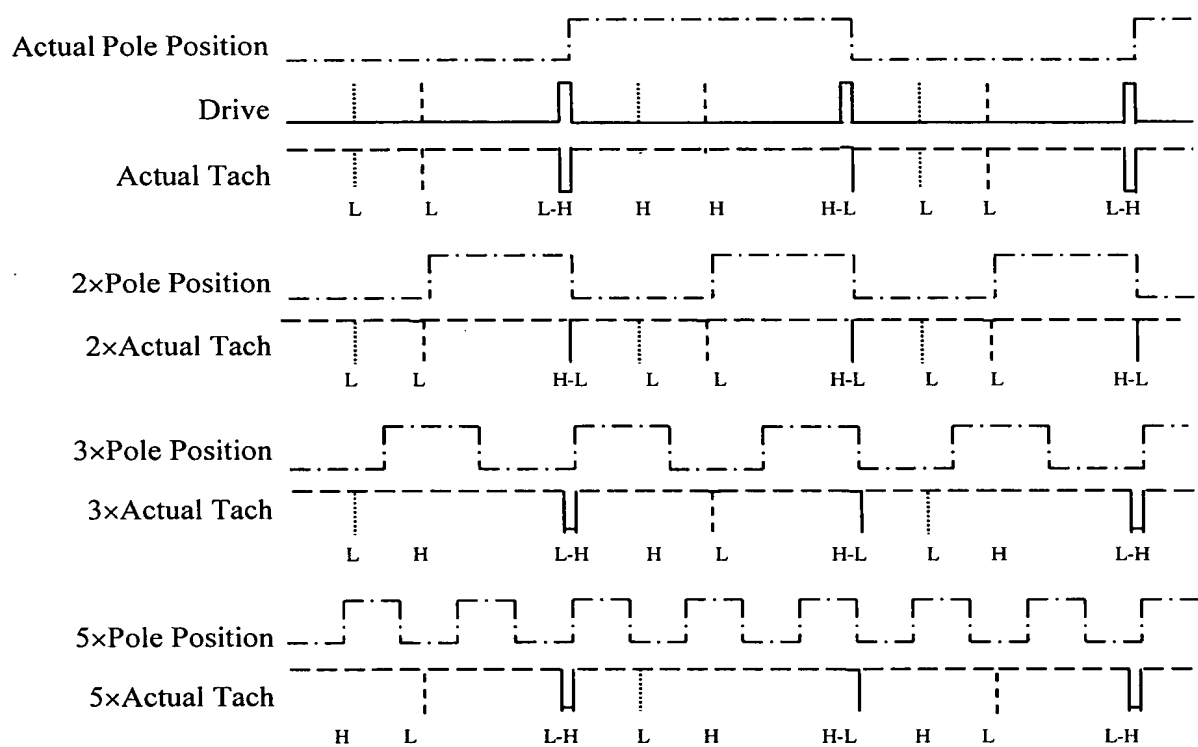 Actual Pole Position
Drive
Actual Tach
L L L-H H H H-L L L L-H
2×Pole Position
2×Actual Tach
L L H-L L L H-L L L H-L
3×Pole Position
3×Actual Tach
L H L-H H L H-L L H L-H
5×Pole Position
5×Actual Tach
H L L-H L H H-L H L L-H